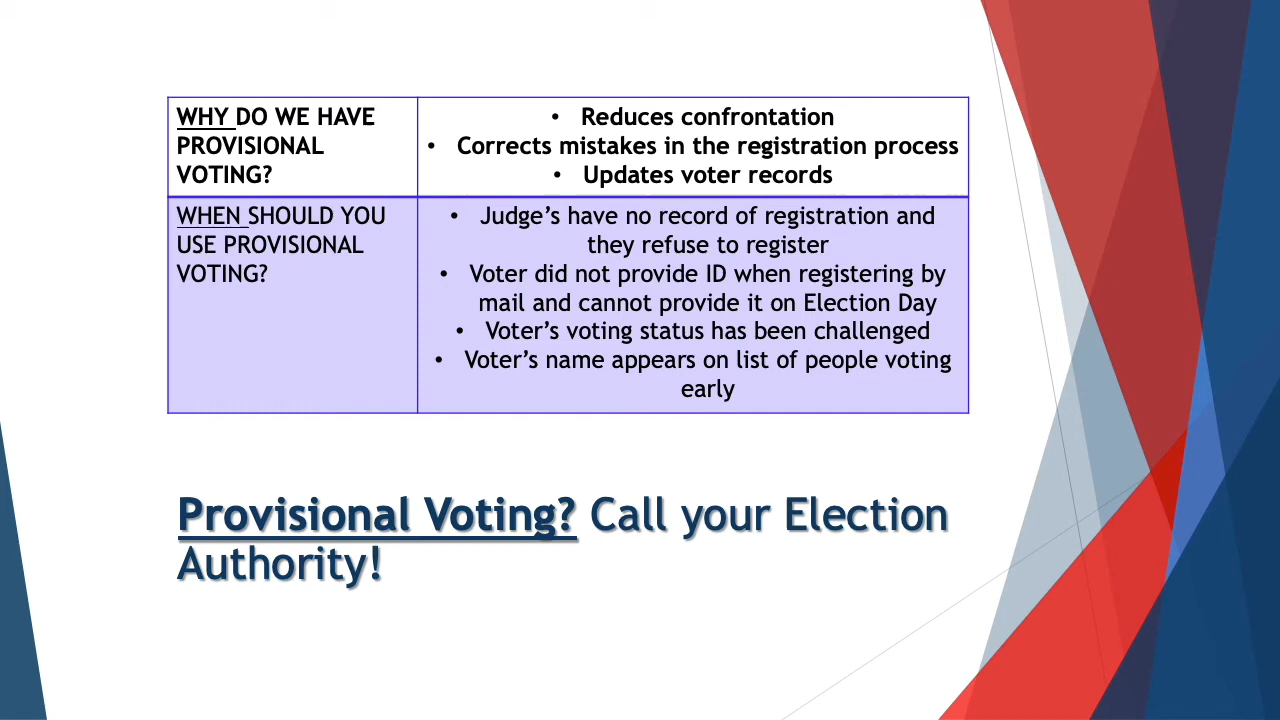 WHY DO WE HAVE
PROVISIONAL
VOTING?
• Reduces confrontation
• Corrects mistakes in the registration process
• Updates voter records
WHEN SHOULD YOU
USE PROVISIONAL
VOTING?
• Judge’s have no record of registration and
they refuse to register
• Voter did not provide ID when registering by
mail and cannot provide it on Election Day
• Voter’s voting status has been challenged
• Voter’s name appears on list of people voting
early
Provisional Voting? Call your Election
Authority!